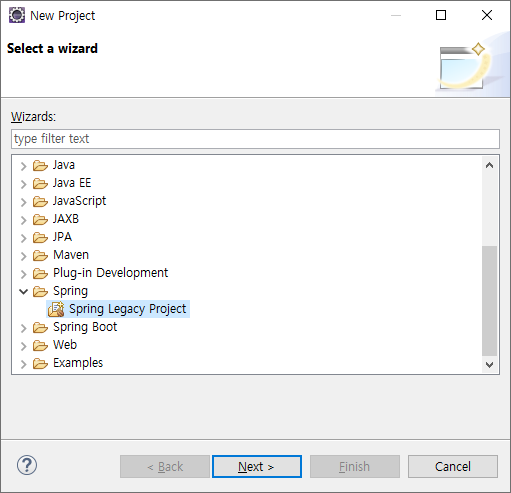 New Project
Select a wizard
Wizards:
type filter text
Java
Java EE
JavaScript
JAXB
JPA
Maven
Plug-in Development
Spring
Spring Legacy Project
Spring Boot
Web
Examples
?
< Back
Next >
Finish
Cancel